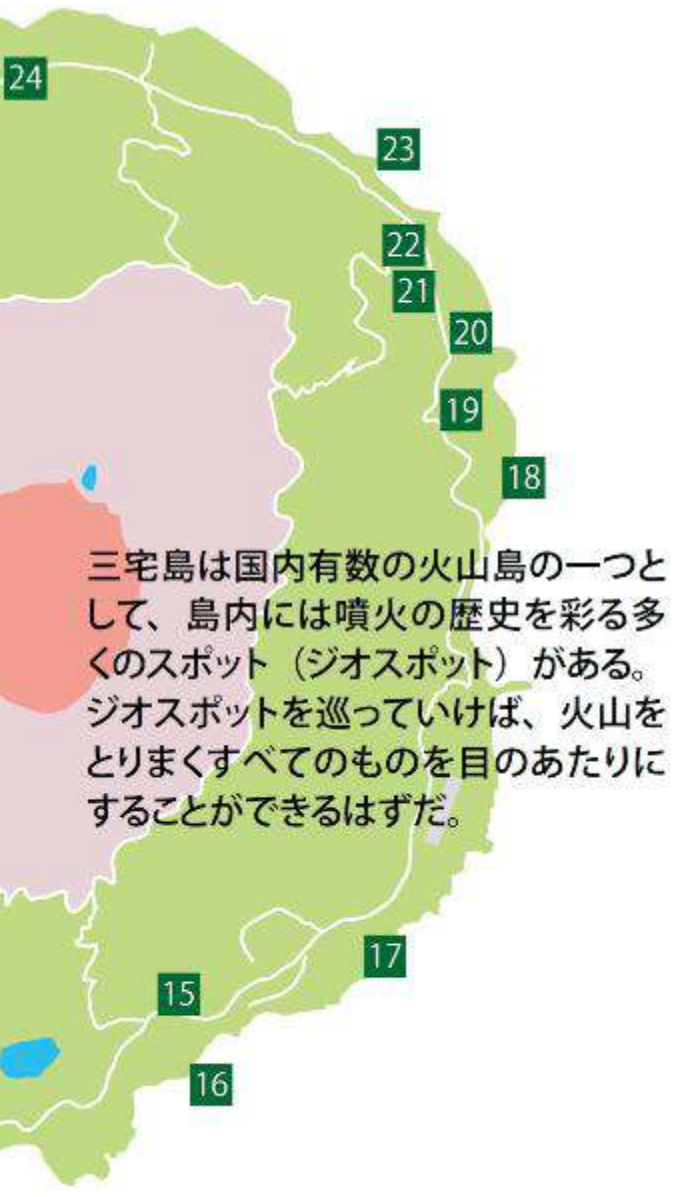 24
23
22
21
20
19
18
三宅島は国内有数の火山島の一つと
して、島内には噴火の歴史を彩る多
くのスポット（ジオスポット）がある。
ジオスポットを巡っていけば、火山を
とりまくすべてのものを目のあたりに
することができるはずだ。
17
15
16